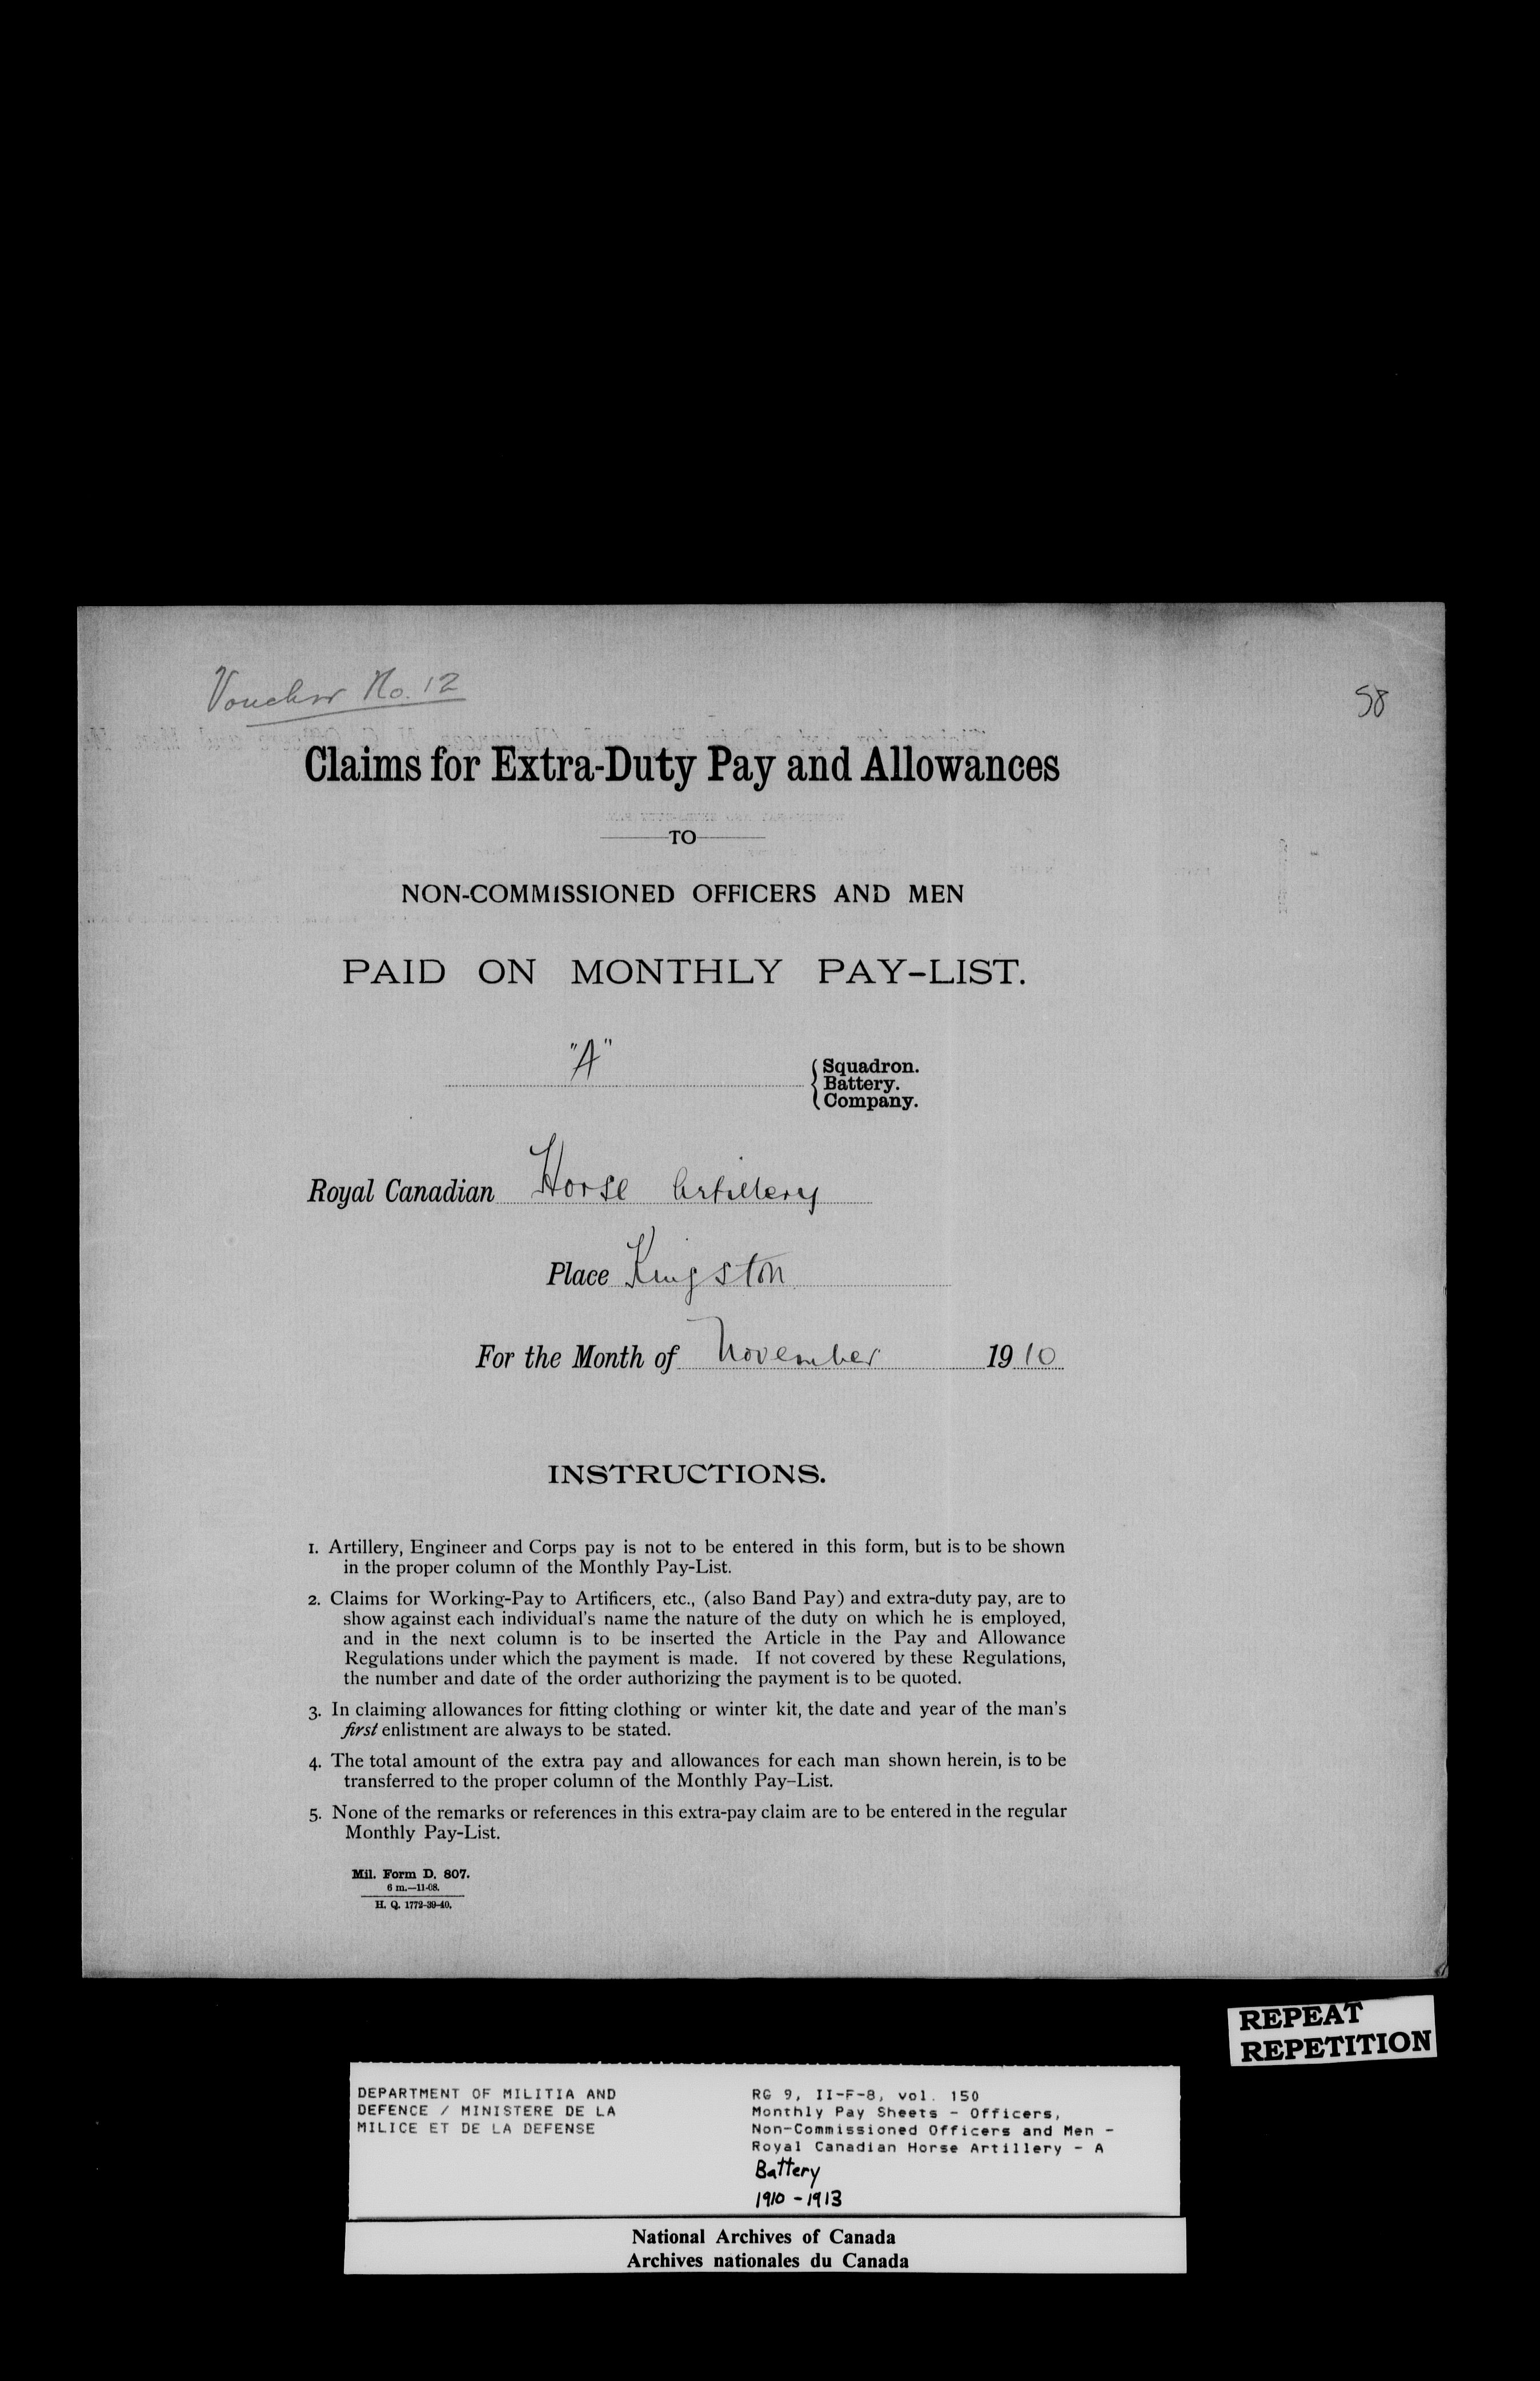 Voucher No. 12
58
Claims for Extra-Duty Pay and Allowances
TO
NON-COMMISSIONED OFFICERS AND MEN
PAID ON MONTHLY PAY-LIST.
"A"
Squadron.
Battery.
Company.
Royal Canadian Horse Artillery
Place Kingston
For the Month of November 1910
INSTRUCTIONS.
1. Artillery, Engineer and Corps pay is not to be entered in this form, but is to be shown
in the proper column of the Monthly Pay-List.
2. Claims for Working-Pay to Artificers, etc., (also Band Pay) and extra-duty pay, are to
show against each individual's name the nature of the duty on which he is employed,
and in the next column is to be inserted the Article in the Pay and Allowance
Regulations under which the payment is made. If not covered by these Regulations,
the number and date of the order authorizing the payment is to be quoted.
3. In claiming allowances for fitting clothing or winter kit, the date and year of the man's
first enlistment are always to be stated.
4. The total amount of the extra pay and allowances for each man shown herein, is to be
transferred to the proper column of the Monthly Pay-List.
5. None of the remarks or references in this extra-pay claim are to be entered in the regular
Monthly Pay-List.
Mil. Form D. 807.
6 m.—11-08.
H. Q. 1772-39-40.
REPEAT
REPETITION
DEPARTMENT OF MILITIA AND
DEFENCE / MINISTERE DE LA
MILICE ET DE LA DEFENSE
RG 9, II-F-8, vol. 150
Monthly Pay Sheets - Officers,
Non-Commissioned Officers and Men -
Royal Canadian Horse Artillery - A
Battery
1910 - 1913
National Archives of Canada
Archives nationales du Canada